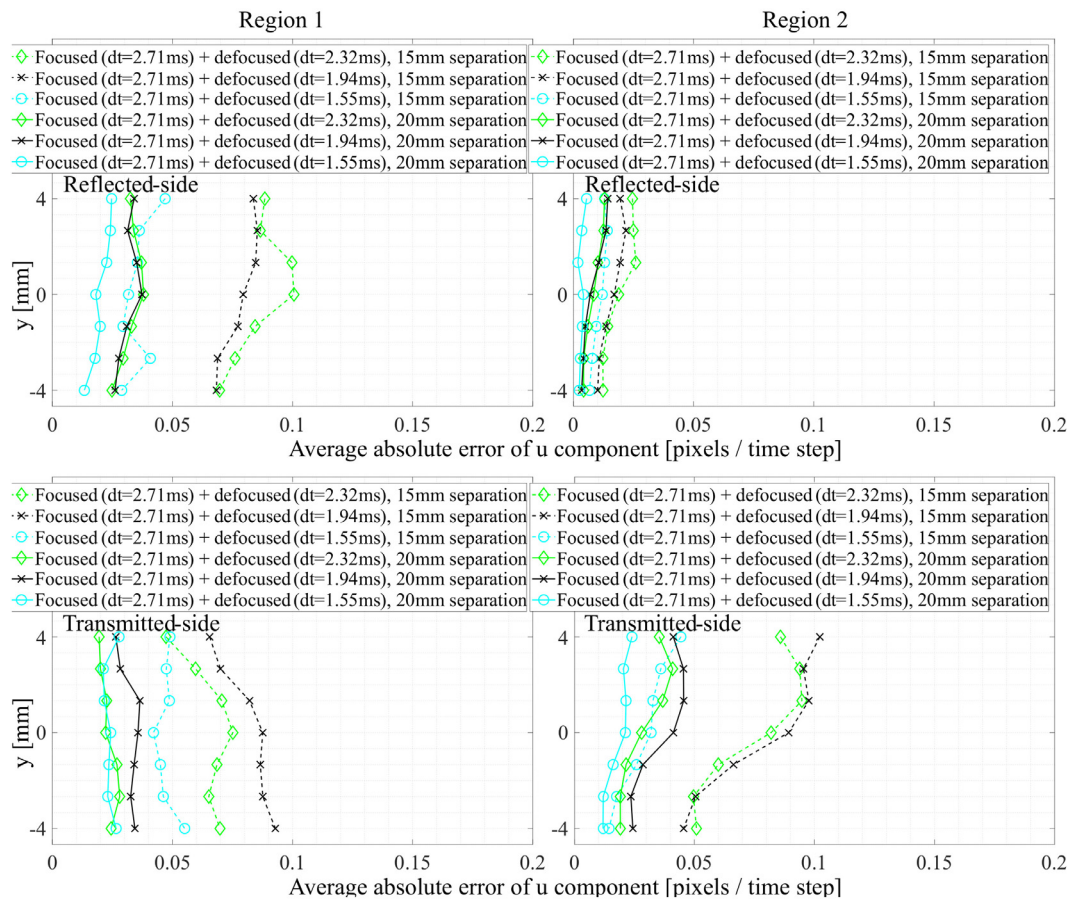 Region 1
Region 2
Focused (dt=2.71ms) + defocused (dt=2.32ms), 15mm separation
Focused (dt=2.71ms) + defocused (dt=1.94ms), 15mm separation
Focused (dt=2.71ms) + defocused (dt=1.55ms), 15mm separation
Focused (dt=2.71ms) + defocused (dt=2.32ms), 20mm separation
Focused (dt=2.71ms) + defocused (dt=1.94ms), 20mm separation
Focused (dt=2.71ms) + defocused (dt=1.55ms), 20mm separation
Reflected-side
4
0
-4
y [mm]
0 0.05 0.1 0.15 0.2
Focused (dt=2.71ms) + defocused (dt=2.32ms), 15mm separation
Focused (dt=2.71ms) + defocused (dt=1.94ms), 15mm separation
Focused (dt=2.71ms) + defocused (dt=1.55ms), 15mm separation
Focused (dt=2.71ms) + defocused (dt=2.32ms), 20mm separation
Focused (dt=2.71ms) + defocused (dt=1.94ms), 20mm separation
Focused (dt=2.71ms) + defocused (dt=1.55ms), 20mm separation
Reflected-side
4
0
-4
0 0.05 0.1 0.15 0.2
Average absolute error of u component [pixels / time step]
Focused (dt=2.71ms) + defocused (dt=2.32ms), 15mm separation
Focused (dt=2.71ms) + defocused (dt=1.94ms), 15mm separation
Focused (dt=2.71ms) + defocused (dt=1.55ms), 15mm separation
Focused (dt=2.71ms) + defocused (dt=2.32ms), 20mm separation
Focused (dt=2.71ms) + defocused (dt=1.94ms), 20mm separation
Focused (dt=2.71ms) + defocused (dt=1.55ms), 20mm separation
Transmitted-side
4
0
-4
y [mm]
0 0.05 0.1 0.15 0.2
Focused (dt=2.71ms) + defocused (dt=2.32ms), 15mm separation
Focused (dt=2.71ms) + defocused (dt=1.94ms), 15mm separation
Focused (dt=2.71ms) + defocused (dt=1.55ms), 15mm separation
Focused (dt=2.71ms) + defocused (dt=2.32ms), 20mm separation
Focused (dt=2.71ms) + defocused (dt=1.94ms), 20mm separation
Focused (dt=2.71ms) + defocused (dt=1.55ms), 20mm separation
Transmitted-side
4
0
-4
0 0.05 0.1 0.15 0.2
Average absolute error of u component [pixels / time step]